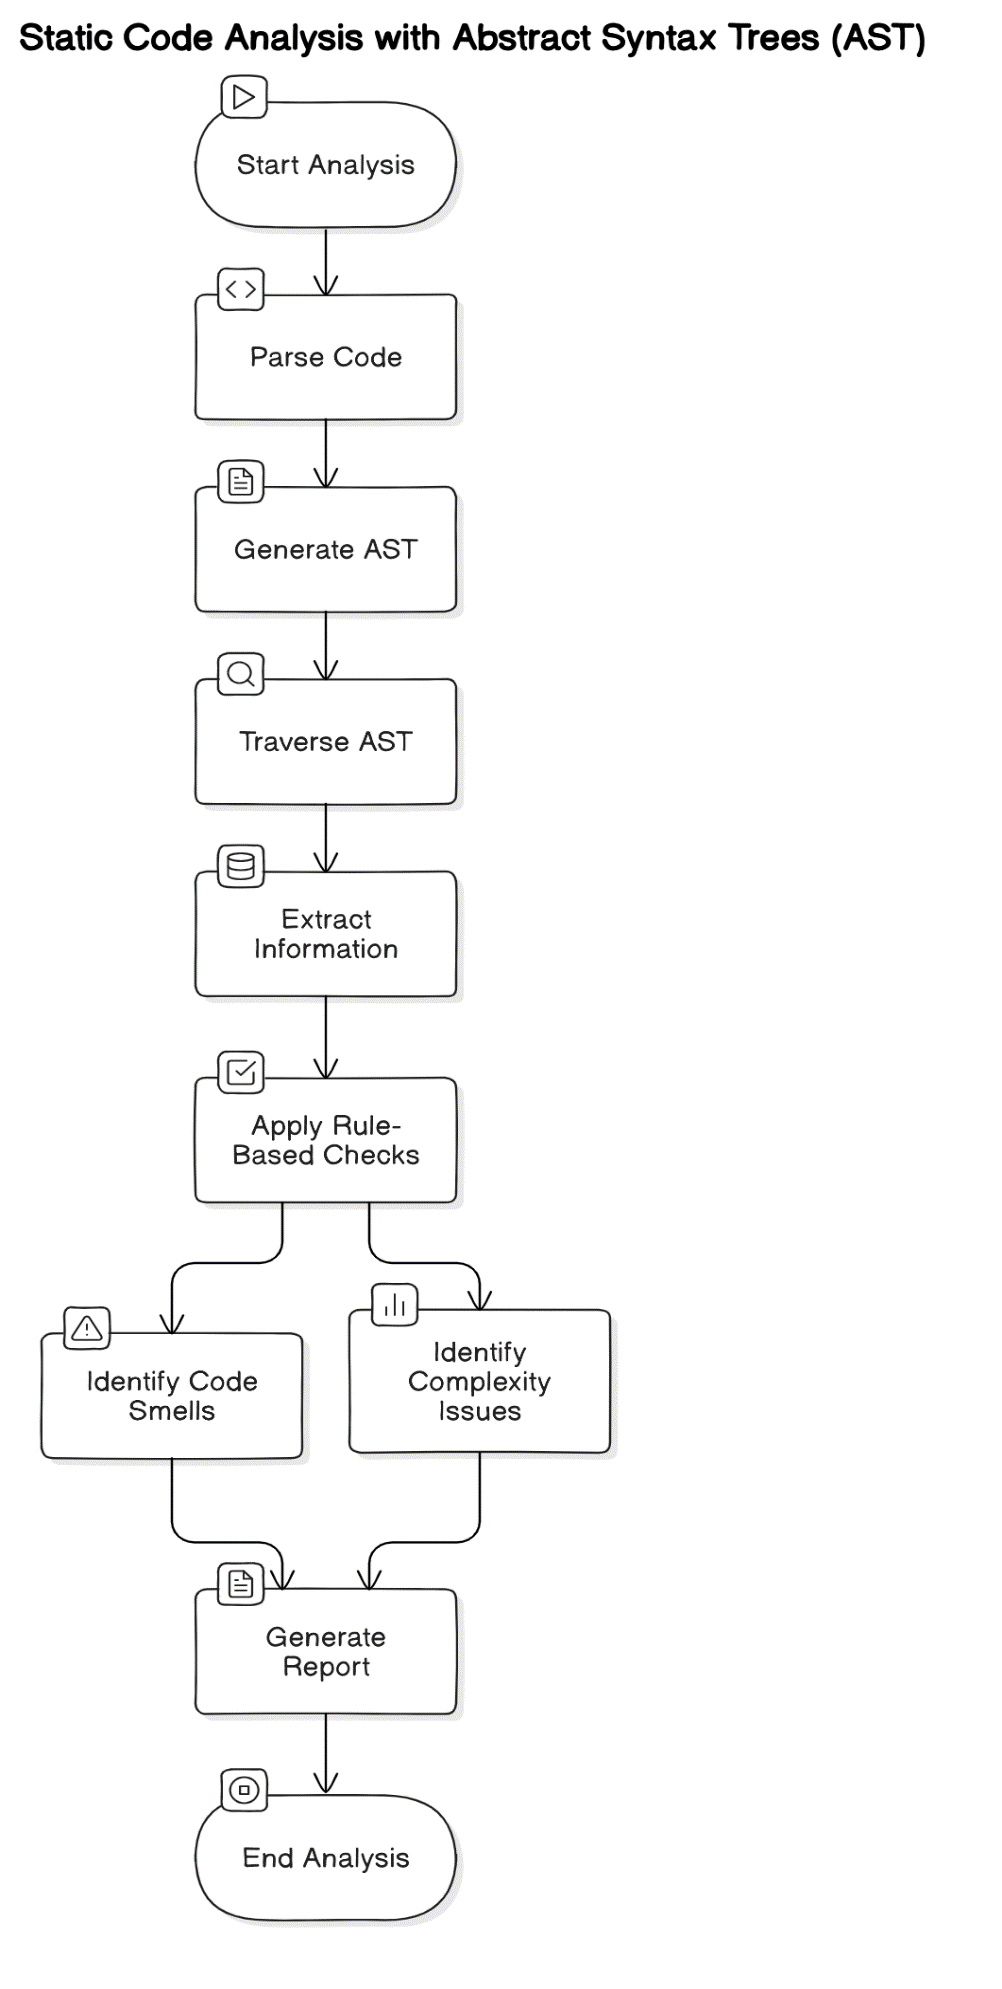 Static Code Analysis with Abstract Syntax Trees (AST)
Start Analysis
Parse Code
Generate AST
Traverse AST
Extract
Information
Apply Rule-
Based Checks
Identify Code
Smells
Identify
Complexity
Issues
Generate
Report
End Analysis